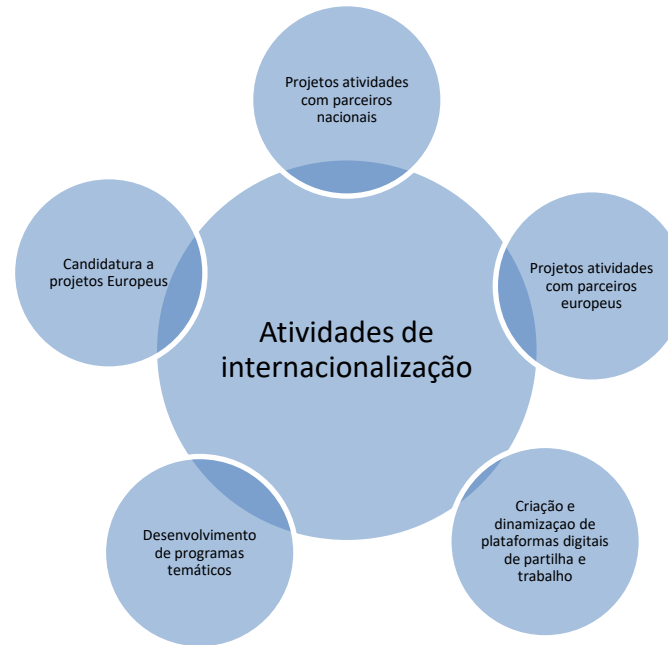 Projetos atividades
com parceiros
nacionais
Candidatura a
projetos Europeus
Projetos atividades
com parceiros
europeus
Atividades de
internacionalização
Desenvolvimento
de programas
temáticos
Criação e
dinamizaçao de
plataformas digitais
de partilha e
trabalho